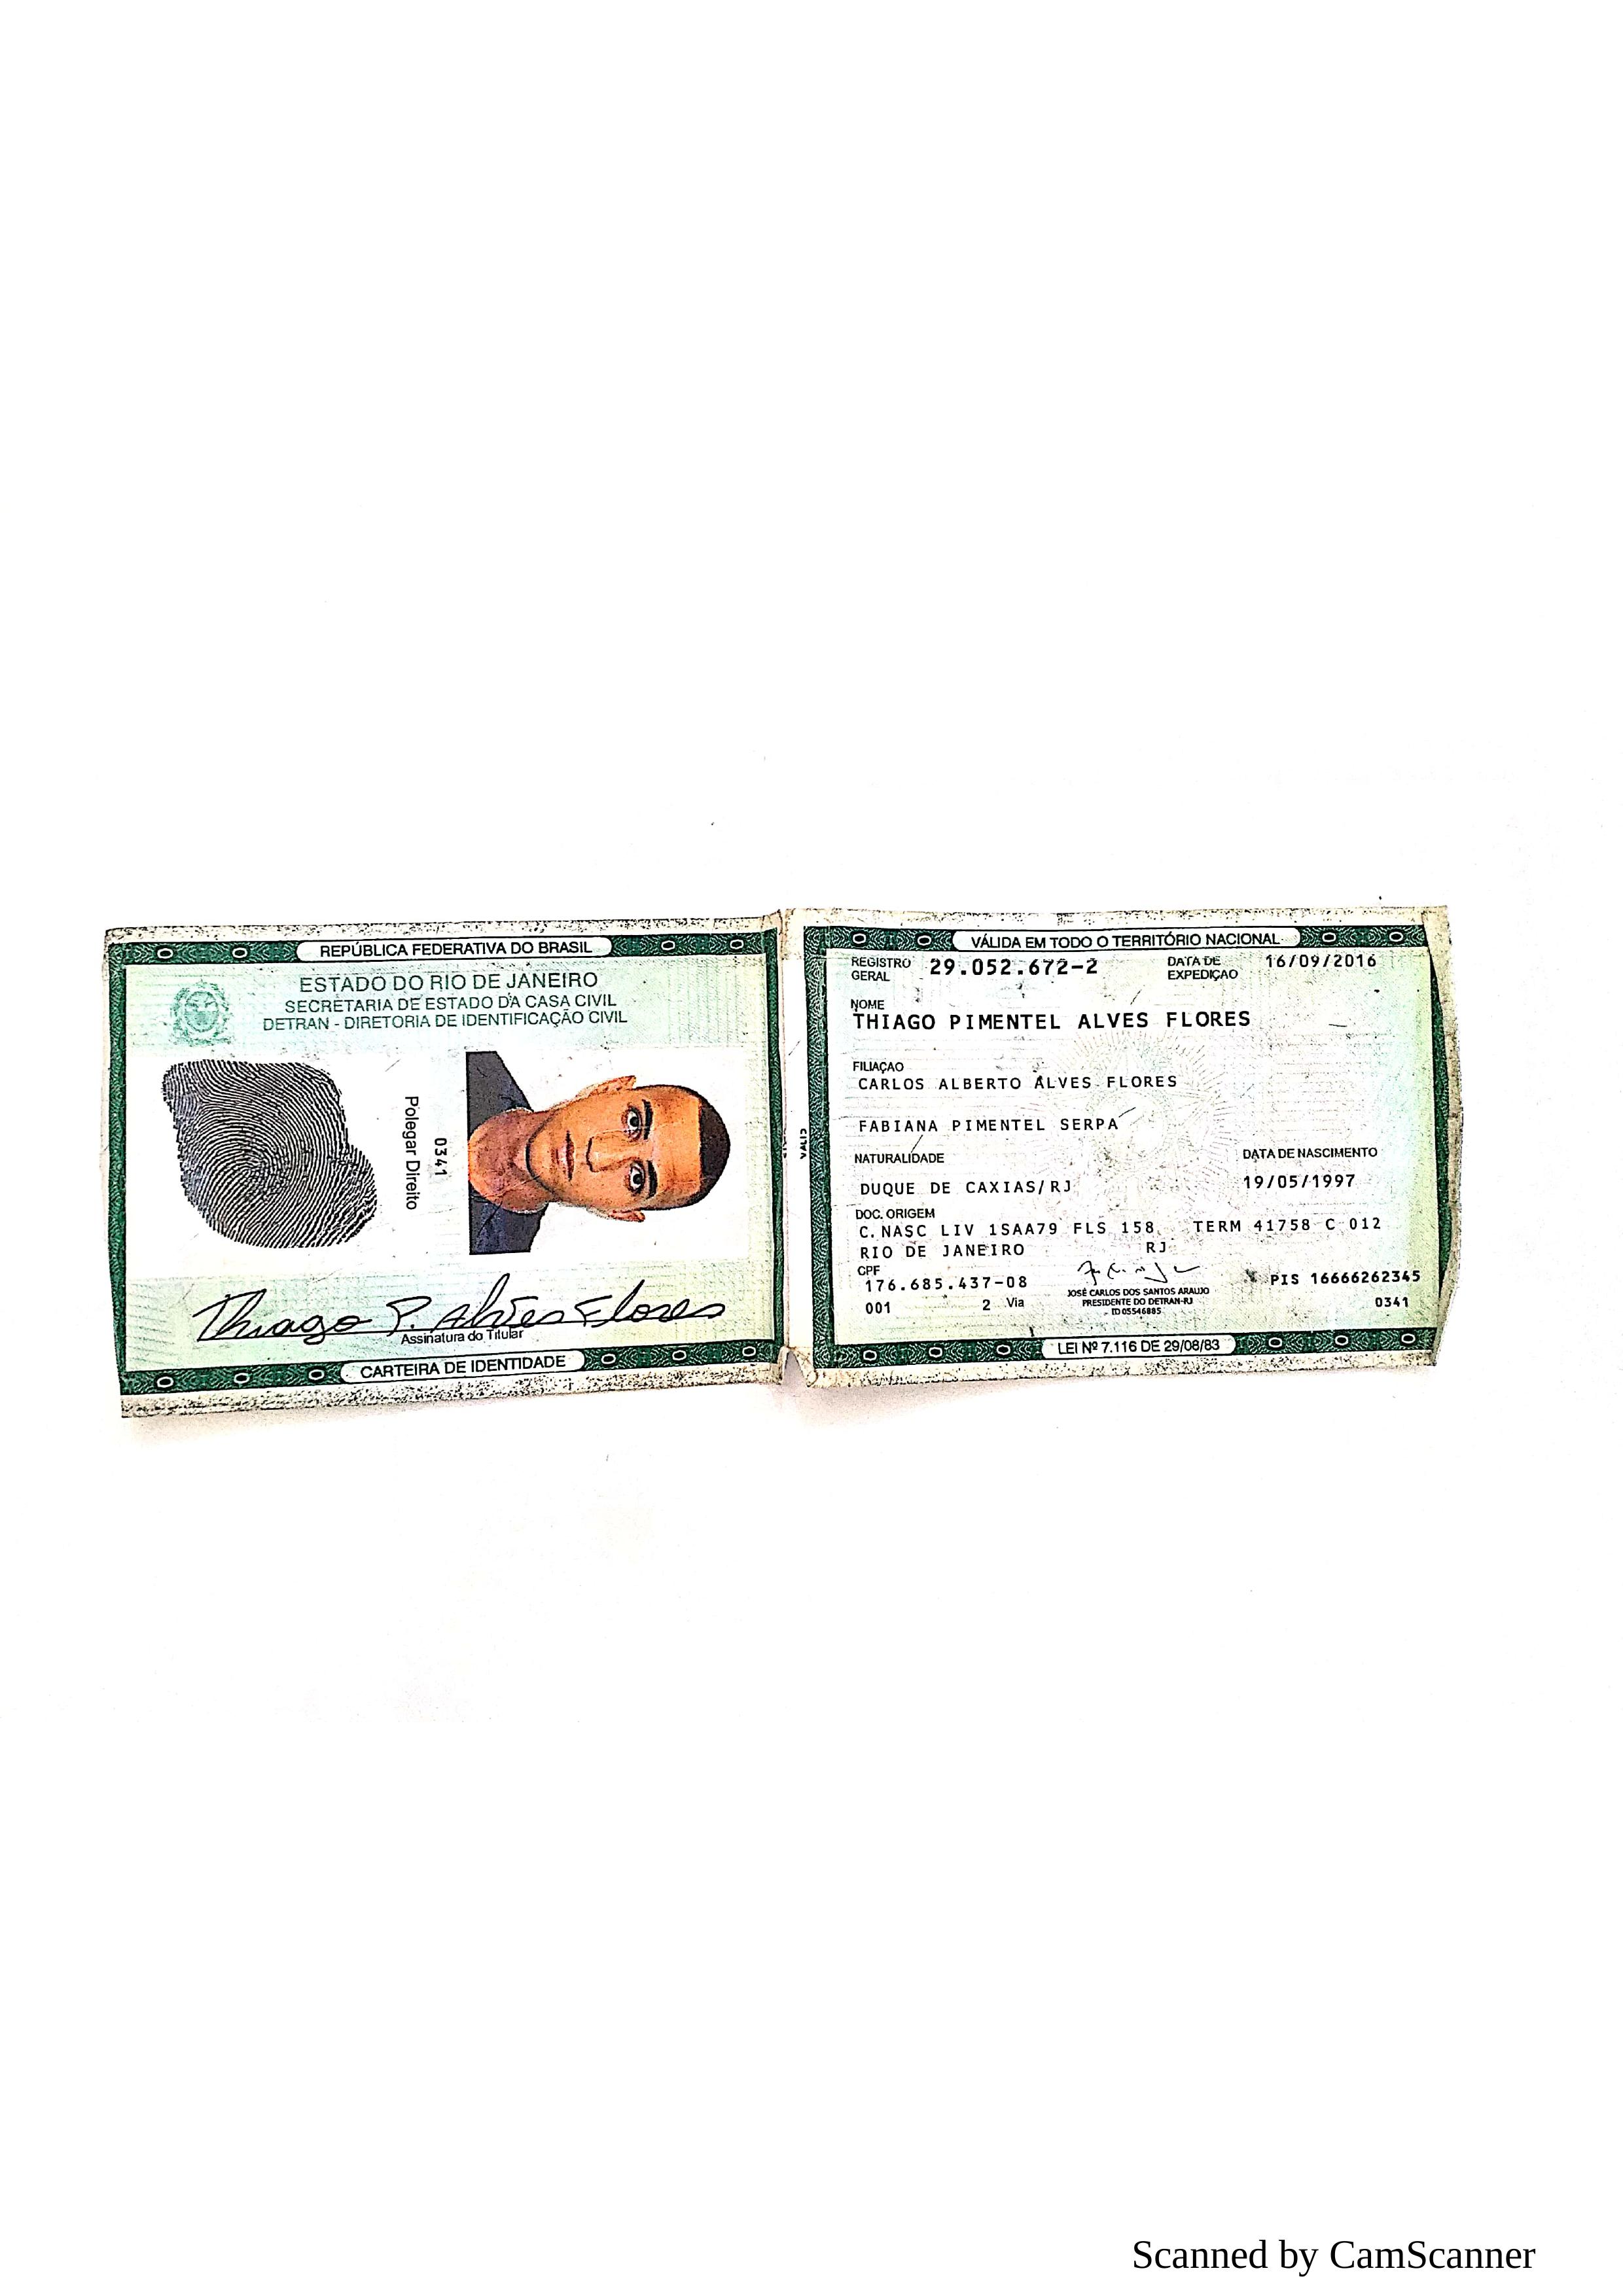 REPÚBLICA FEDERATIVA DO BRASIL
ESTADO DO RIO DE JANEIRO
SECRETARIA DE ESTADO DA CASA CIVIL
DETRAN - DIRETORIA DE IDENTIFICAÇÃO CIVIL
Polegar Direito
0341
Thiago P. Alves Flores
Assinatura do Titular
CARTEIRA DE IDENTIDADE
VÁLIDA EM TODO O TERRITÓRIO NACIONAL
REGISTRO GERAL 29.052.672-2 DATA DE EXPEDIÇÃO 16/09/2016
NOME
THIAGO PIMENTEL ALVES FLORES
FILIAÇÃO
CARLOS ALBERTO ALVES FLORES
FABIANA PIMENTEL SERPA
NATURALIDADE DATA DE NASCIMENTO
DUQUE DE CAXIAS/RJ 19/05/1997
DOC. ORIGEM
C.NASC LIV 1SAA79 FLS 158 TERM 41758 C 012
RIO DE JANEIRO RJ
CPF
176.685.437-08 PIS 16666262345
JOSÉ CARLOS DOS SANTOS ARAUJO
PRESIDENTE DO DETRAN-RJ
ID 05546885
001 2 Via 0341
LEI Nº 7.116 DE 29/08/83
Scanned by CamScanner